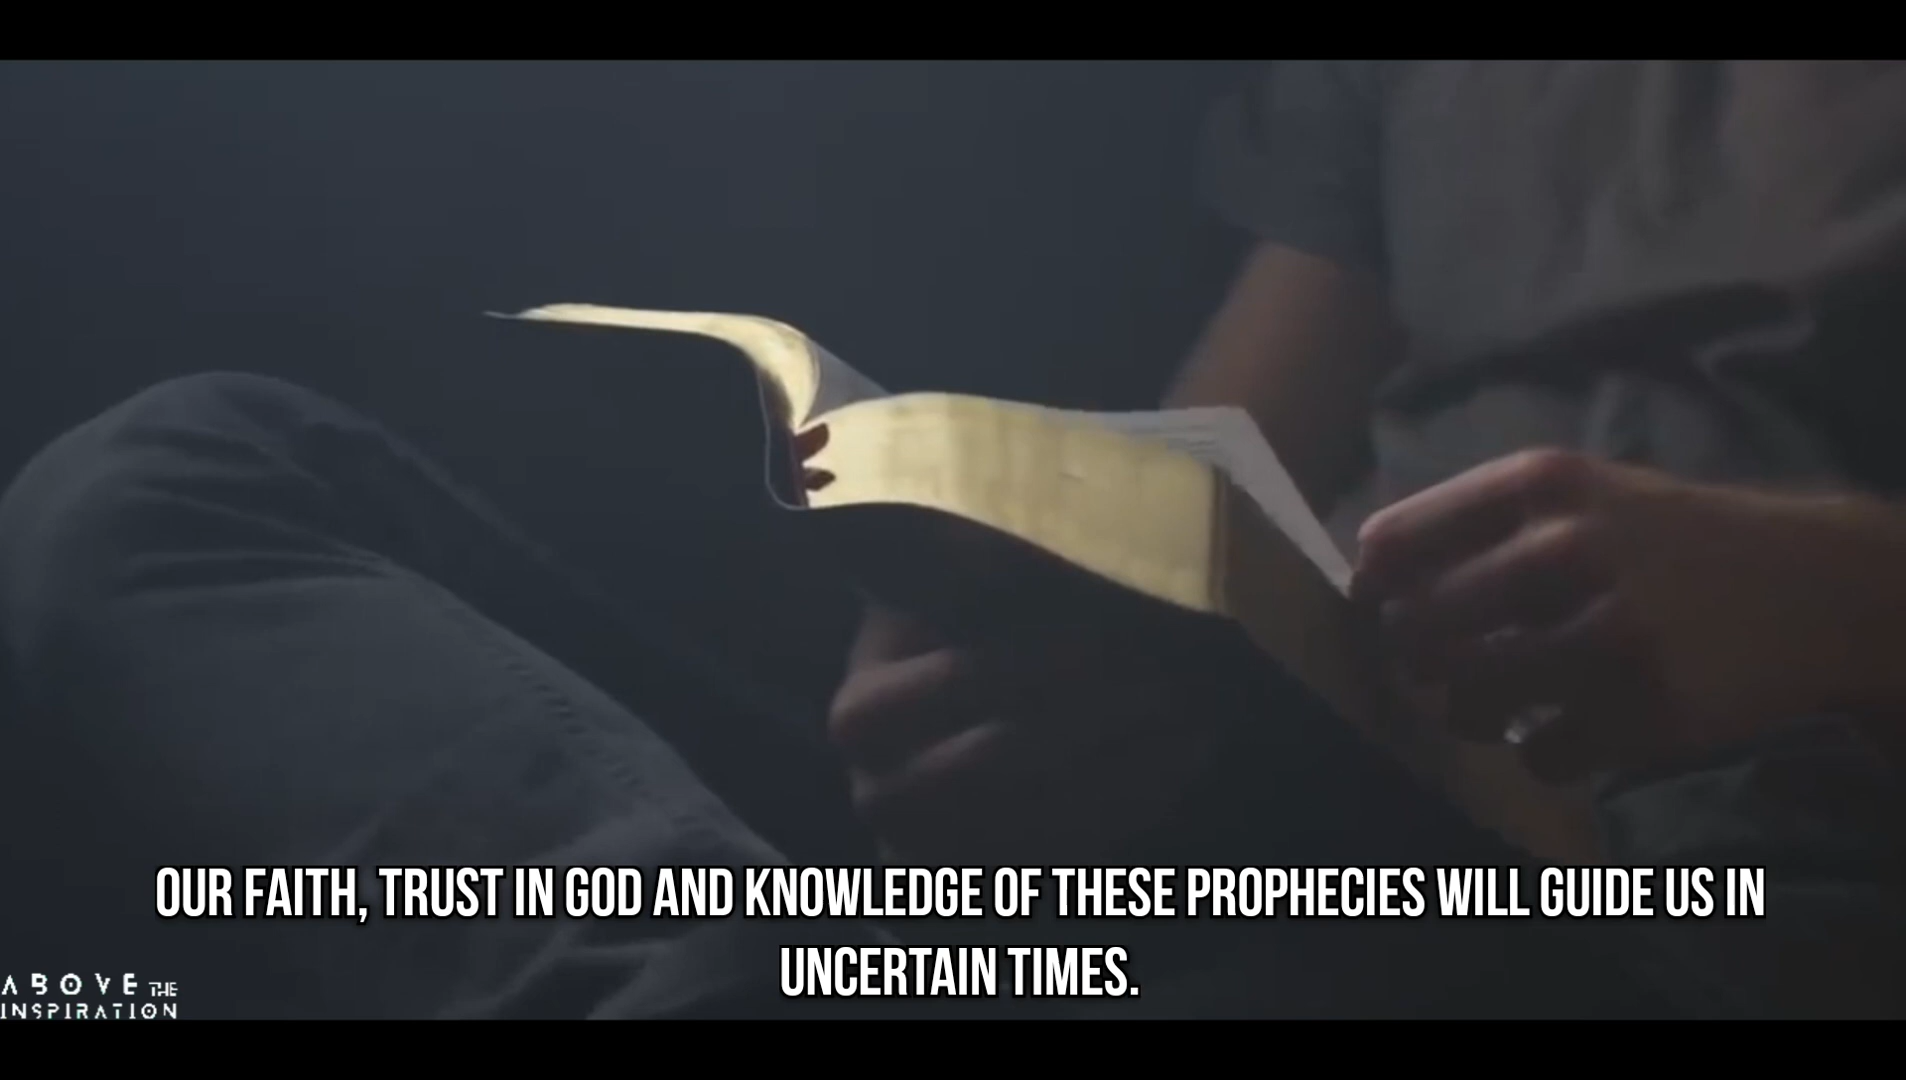 OUR FAITH, TRUST IN GOD AND KNOWLEDGE OF THESE PROPHECIES WILL GUIDE US IN
UNCERTAIN TIMES.
ABOVE THE
INSPIRATION